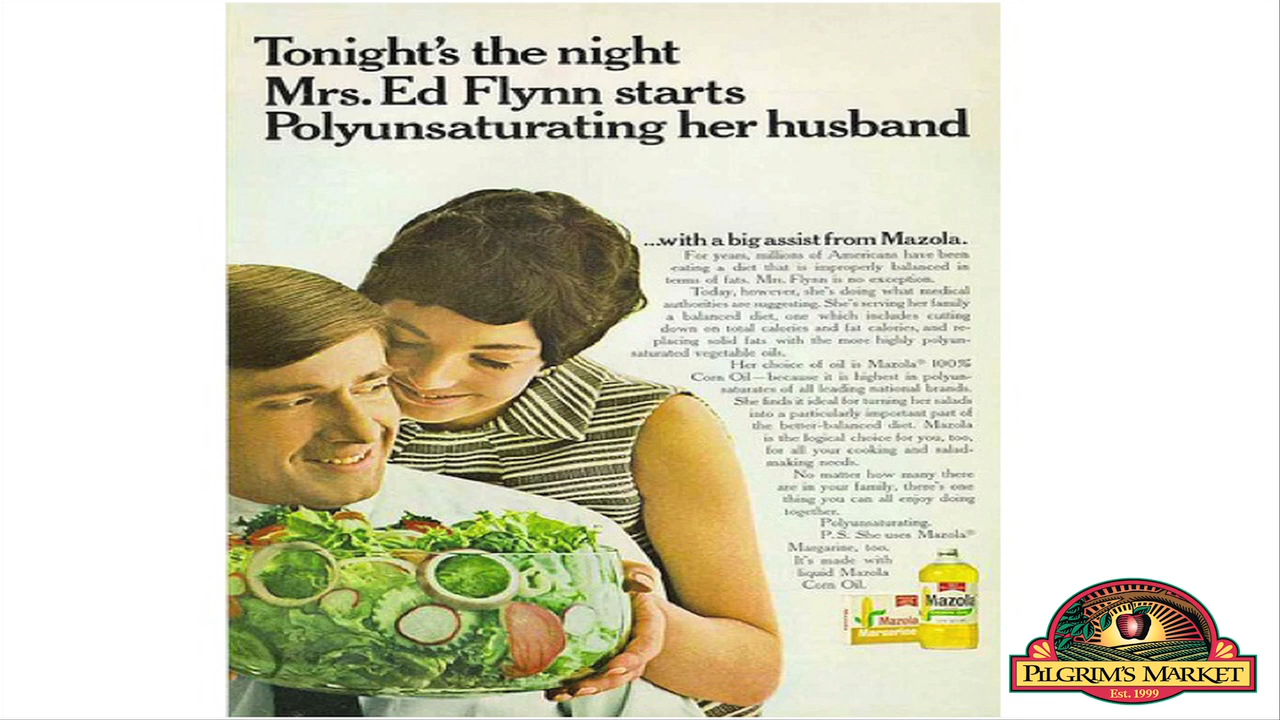 Tonight's the night
Mrs. Ed Flynn starts
Polyunsaturating her husband
...with a big assist from Mazola.
For years, millions of Americans have been
eating a diet that is improperly balanced in
terms of fats. Mrs. Flynn is no exception.
Today, however, she's doing what medical
authorities are suggesting. She's serving her family
a balanced diet, one which includes cutting
down on total calories and fat calories, and re-
placing solid fats with the more highly polyun-
saturated vegetable oils.
Her choice of oil is Mazola® 100%
Corn Oil—because it is highest in polyun-
saturates of all leading national brands.
She finds it ideal for turning her salads
into a particularly important part of
the better-balanced diet. Mazola
is the logical choice for you, too,
for all your cooking and salad-
making needs.
No matter how many there
are in your family, there's one
thing you can all enjoy doing
together.
Polyunsaturating.
P.S. She uses Mazola®
Margarine, too.
It's made with
liquid Mazola
Corn Oil.
Mazola
Mazola
Margarine
PILGRIM'S MARKET
Est. 1999